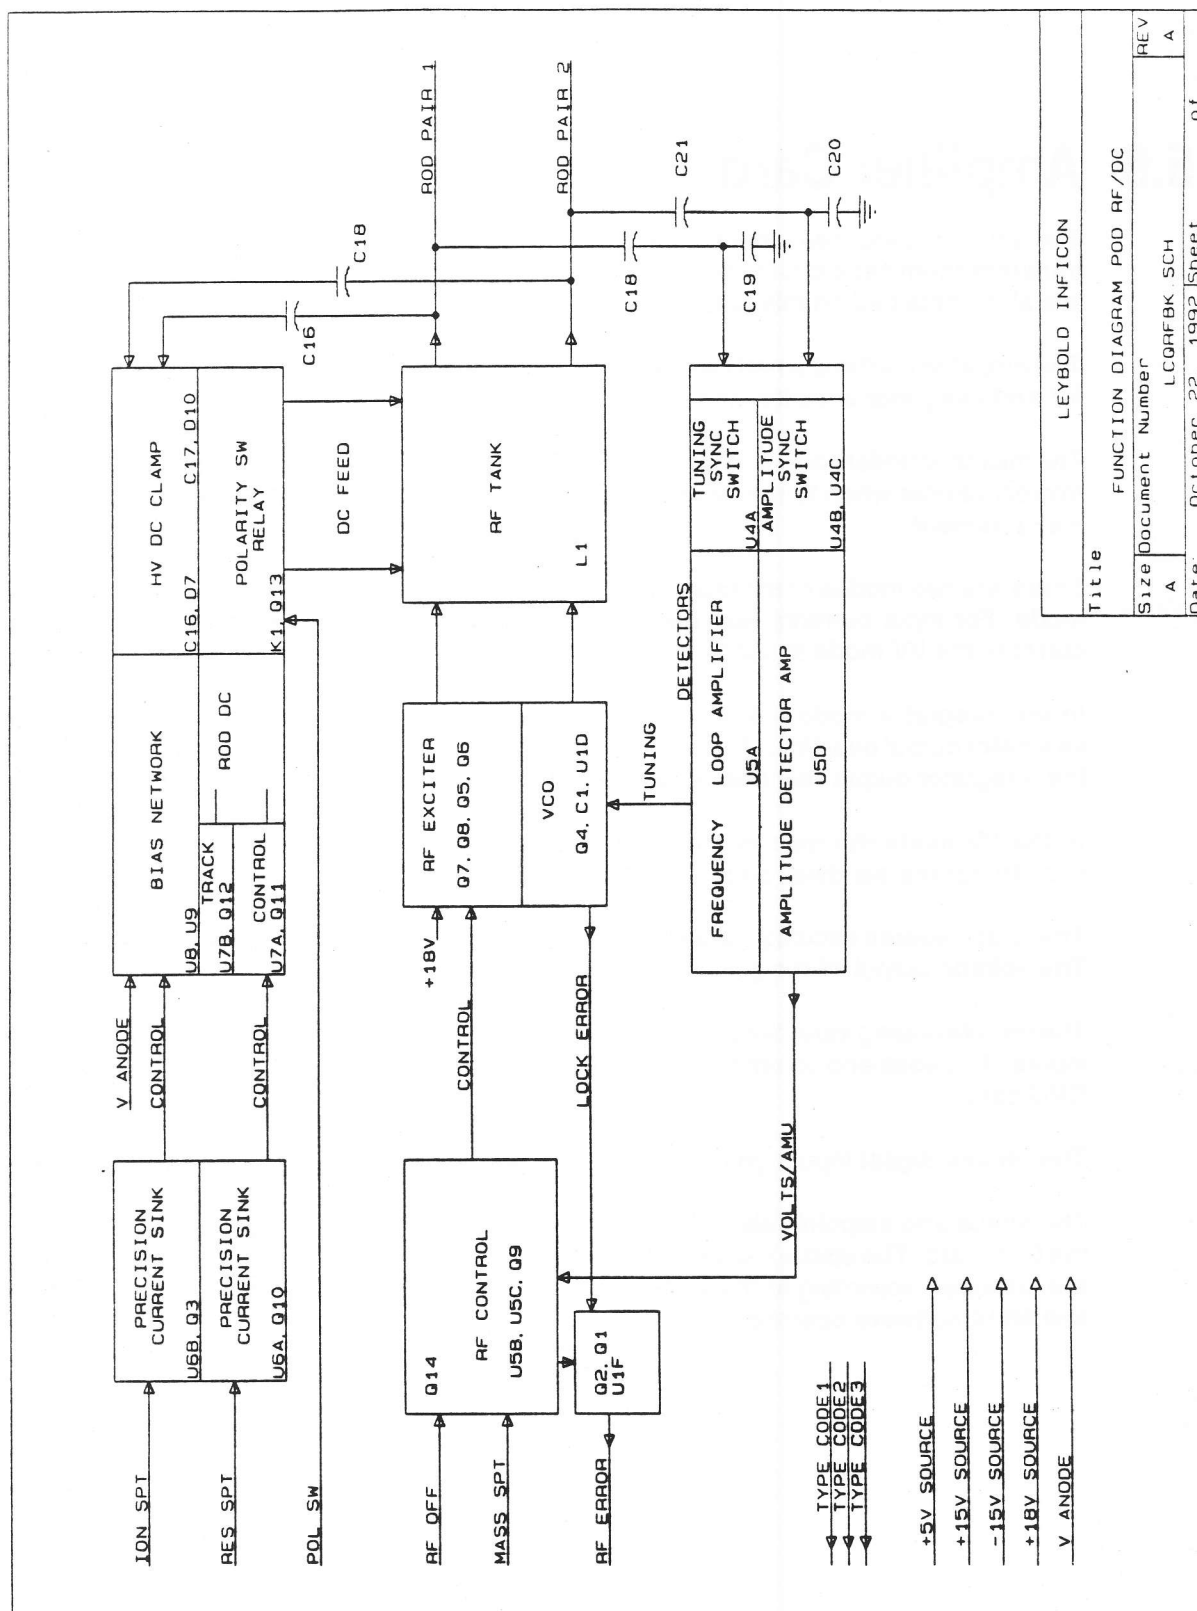 ION SPT
RES SPT
POL SW
RF OFF
MASS SPT
RF ERROR
PRECISION
CURRENT SINK
U6B, Q3
PRECISION
CURRENT SINK
U6A, Q10
V ANODE
CONTROL
CONTROL
BIAS NETWORK
U8, U9
TRACK
U7B, Q12
CONTROL
U7A, Q11
ROD DC
HV DC CLAMP
C16, D7
C17, D10
POLARITY SW
RELAY
K1, Q13
DC FEED
C18
C16
ROD PAIR 1
ROD PAIR 2
Q14
RF CONTROL
U5B, U5C, Q9
Q2, Q1
U1F
CONTROL
+18V
LOCK ERROR
RF EXCITER
Q7, Q8, Q5, Q6
VCO
Q4, C1, U1D
RF TANK
L1
TUNING
DETECTORS
FREQUENCY LOOP AMPLIFIER
U5A
AMPLITUDE DETECTOR AMP
U5D
TUNING
SYNC
SWITCH
U4A
AMPLITUDE
SYNC
SWITCH
U4B, U4C
VOLTS/AMU
C18
C19
C21
C20
TYPE CODE1
TYPE CODE2
TYPE CODE3
+5V SOURCE
+15V SOURCE
-15V SOURCE
+18V SOURCE
V ANODE
LEYBOLD INFICON
Title
FUNCTION DIAGRAM POD RF/DC
Size Document Number REV
A LCQRFBK.SCH A
Date: October 22, 1992 Sheet of